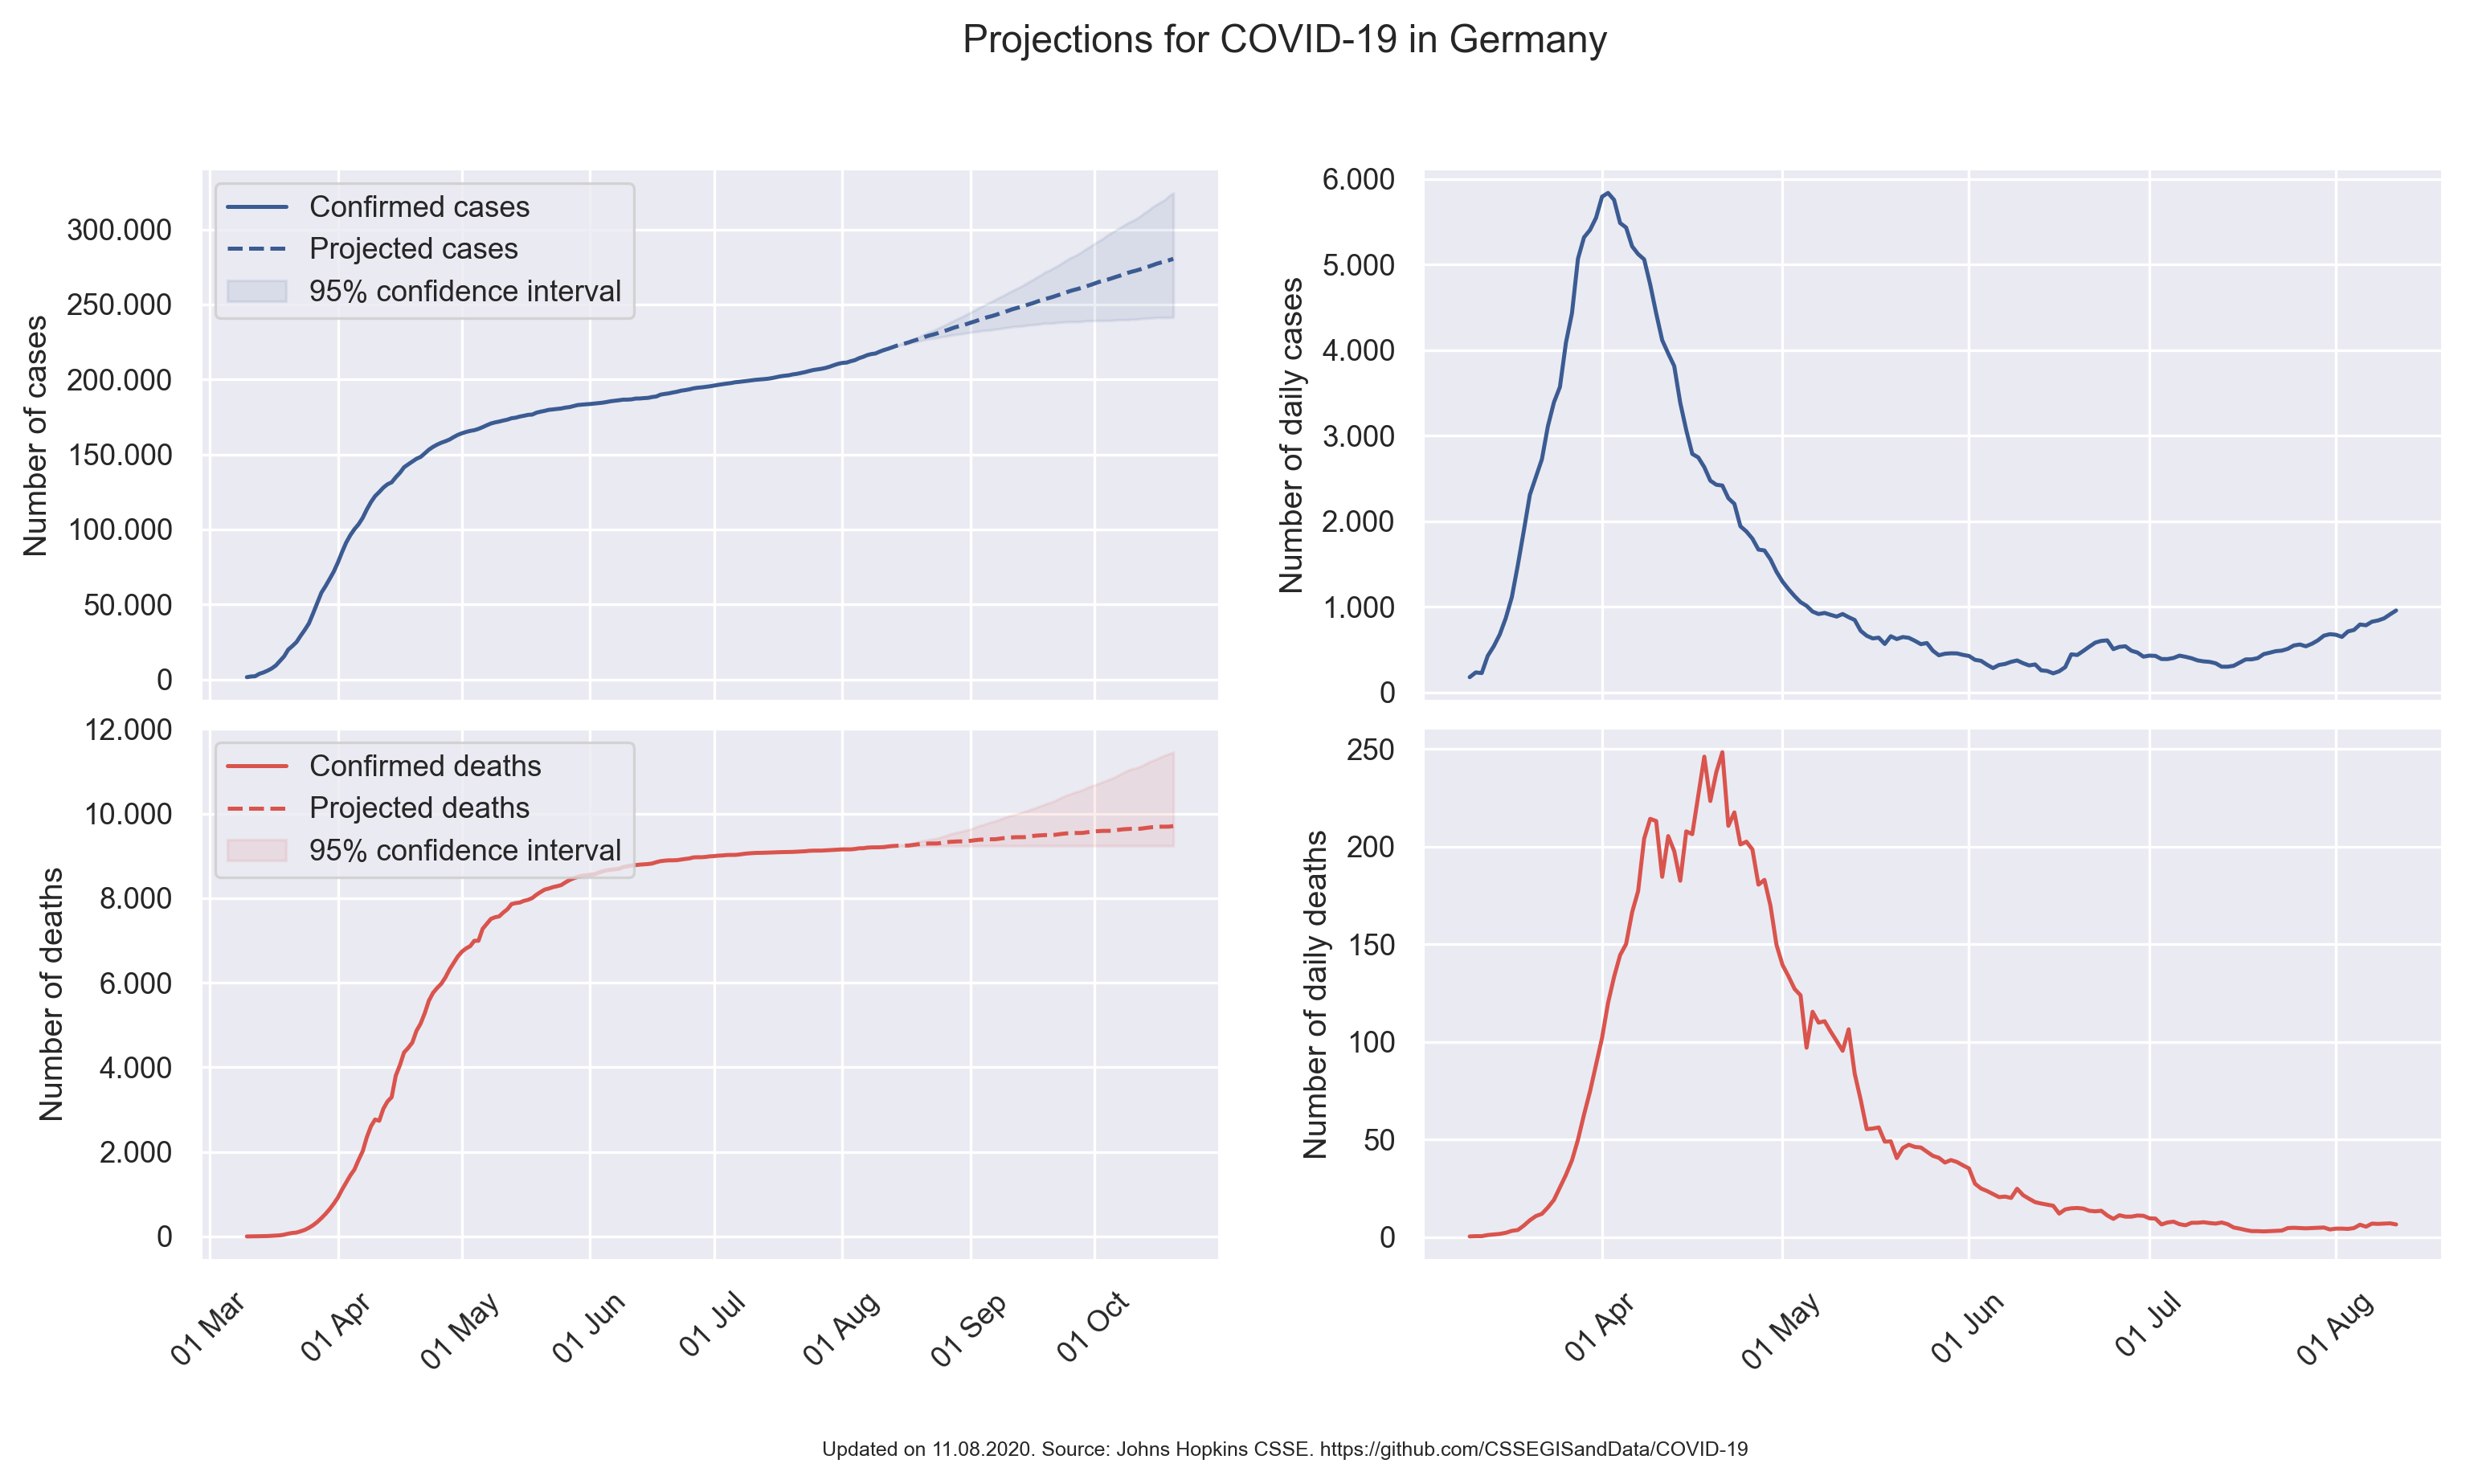 Projections for COVID-19 in Germany
Number of cases
300.000
250.000
200.000
150.000
100.000
50.000
0
Confirmed cases
Projected cases
95% confidence interval
Number of daily cases
6.000
5.000
4.000
3.000
2.000
1.000
0
Number of deaths
12.000
10.000
8.000
6.000
4.000
2.000
0
Confirmed deaths
Projected deaths
95% confidence interval
01 Mar
01 Apr
01 May
01 Jun
01 Jul
01 Aug
01 Sep
01 Oct
Number of daily deaths
250
200
150
100
50
0
01 Apr
01 May
01 Jun
01 Jul
01 Aug
Updated on 11.08.2020. Source: Johns Hopkins CSSE. https://github.com/CSSEGISandData/COVID-19